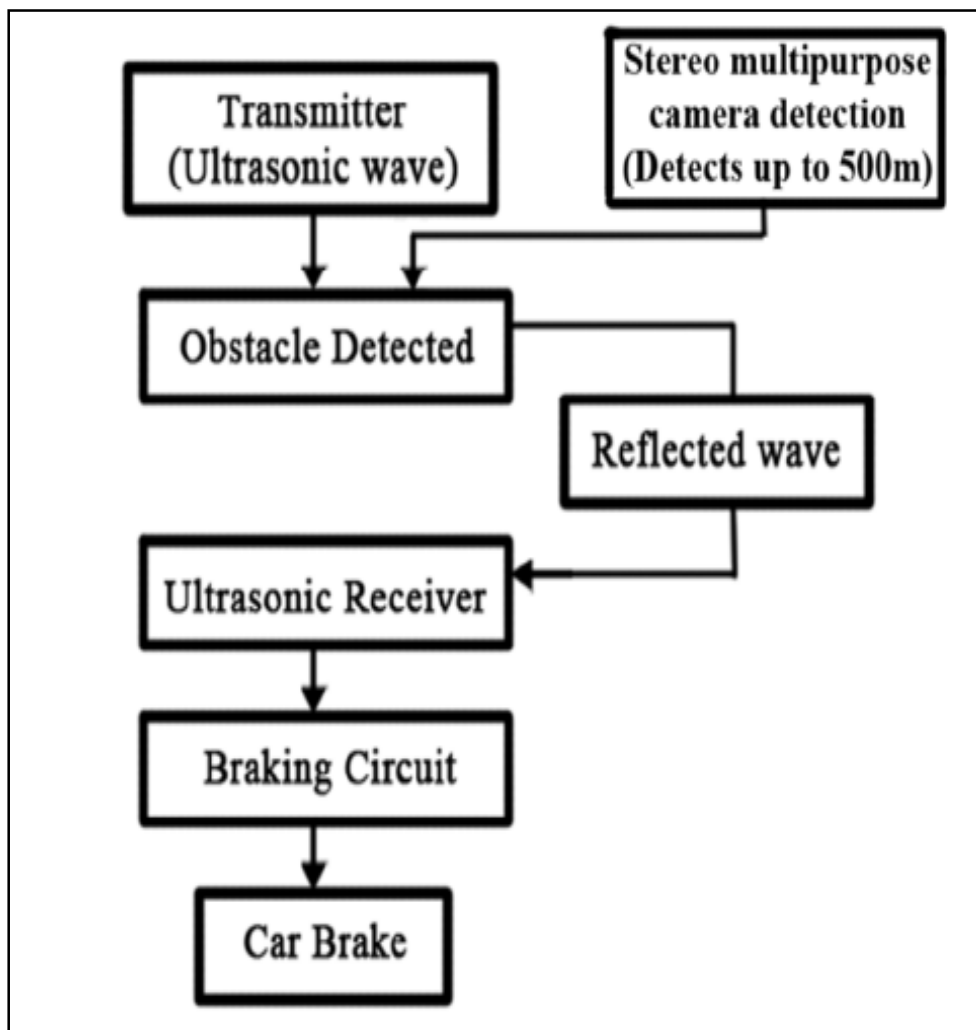 Transmitter
(Ultrasonic wave)
Stereo multipurpose
camera detection
(Detects up to 500m)
Obstacle Detected
Reflected wave
Ultrasonic Receiver
Braking Circuit
Car Brake